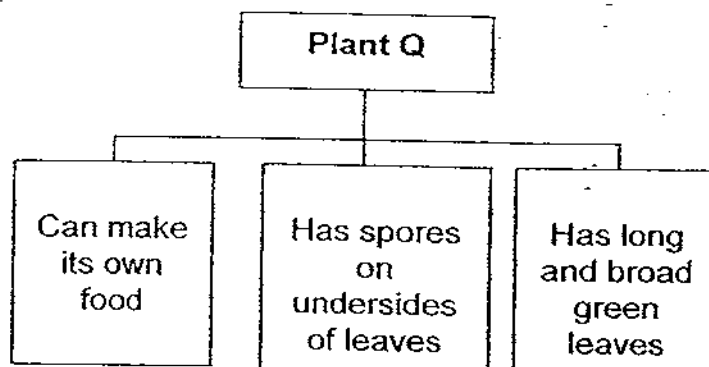 Plant Q
Can make
its own
food
Has spores
on
undersides
of leaves
Has long
and broad
green
leaves